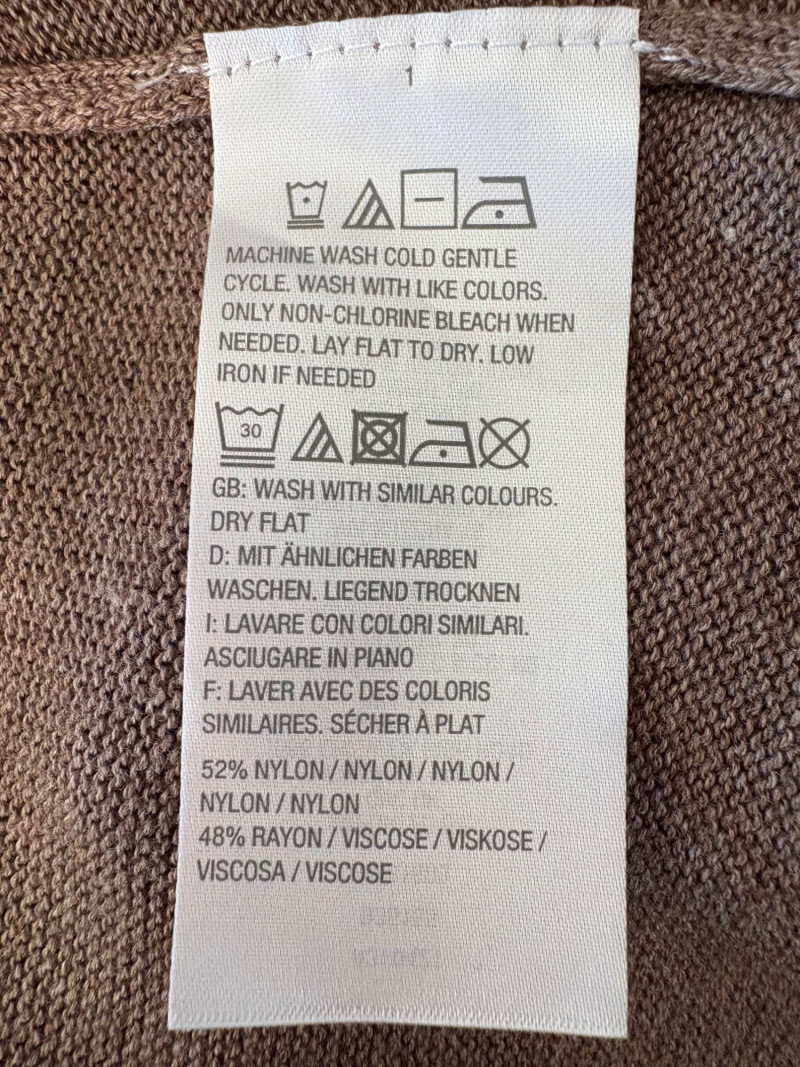 1
MACHINE WASH COLD GENTLE
CYCLE. WASH WITH LIKE COLORS.
ONLY NON-CHLORINE BLEACH WHEN
NEEDED. LAY FLAT TO DRY. LOW
IRON IF NEEDED
30
GB: WASH WITH SIMILAR COLOURS.
DRY FLAT
D: MIT ÄHNLICHEN FARBEN
WASCHEN. LIEGEND TROCKNEN
I: LAVARE CON COLORI SIMILARI.
ASCIUGARE IN PIANO
F: LAVER AVEC DES COLORIS
SIMILAIRES. SÉCHER À PLAT
52% NYLON / NYLON / NYLON /
NYLON / NYLON
48% RAYON / VISCOSE / VISKOSE /
VISCOSA / VISCOSE